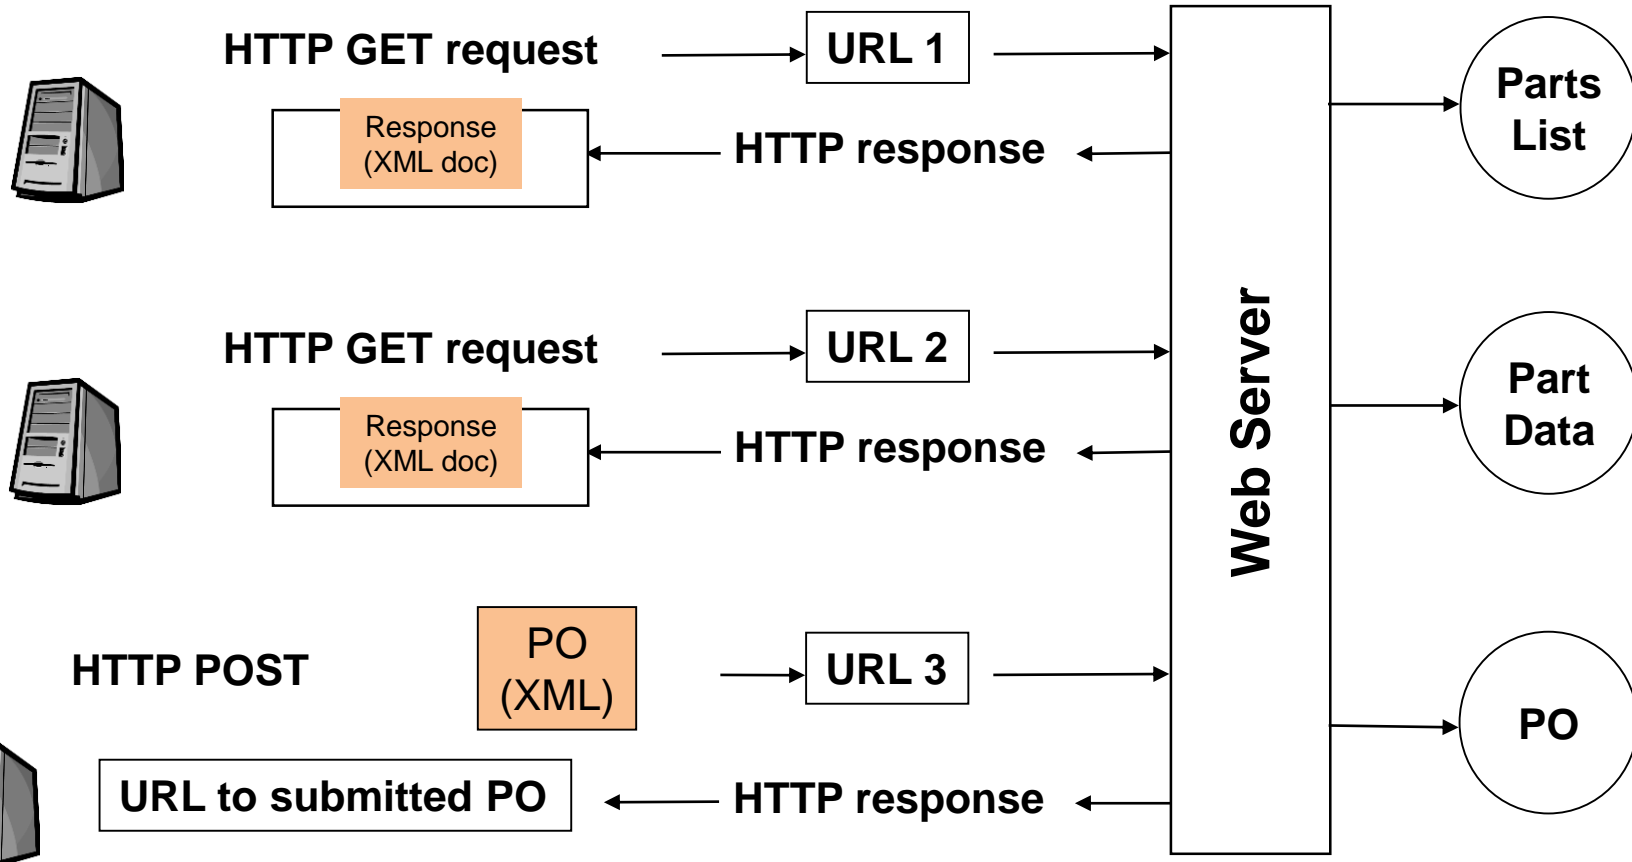 HTTP GET request
URL 1
Response
(XML doc)
HTTP response
Parts
List
HTTP GET request
URL 2
Response
(XML doc)
HTTP response
Web Server
Part
Data
HTTP POST
PO
(XML)
URL 3
PO
URL to submitted PO
HTTP response